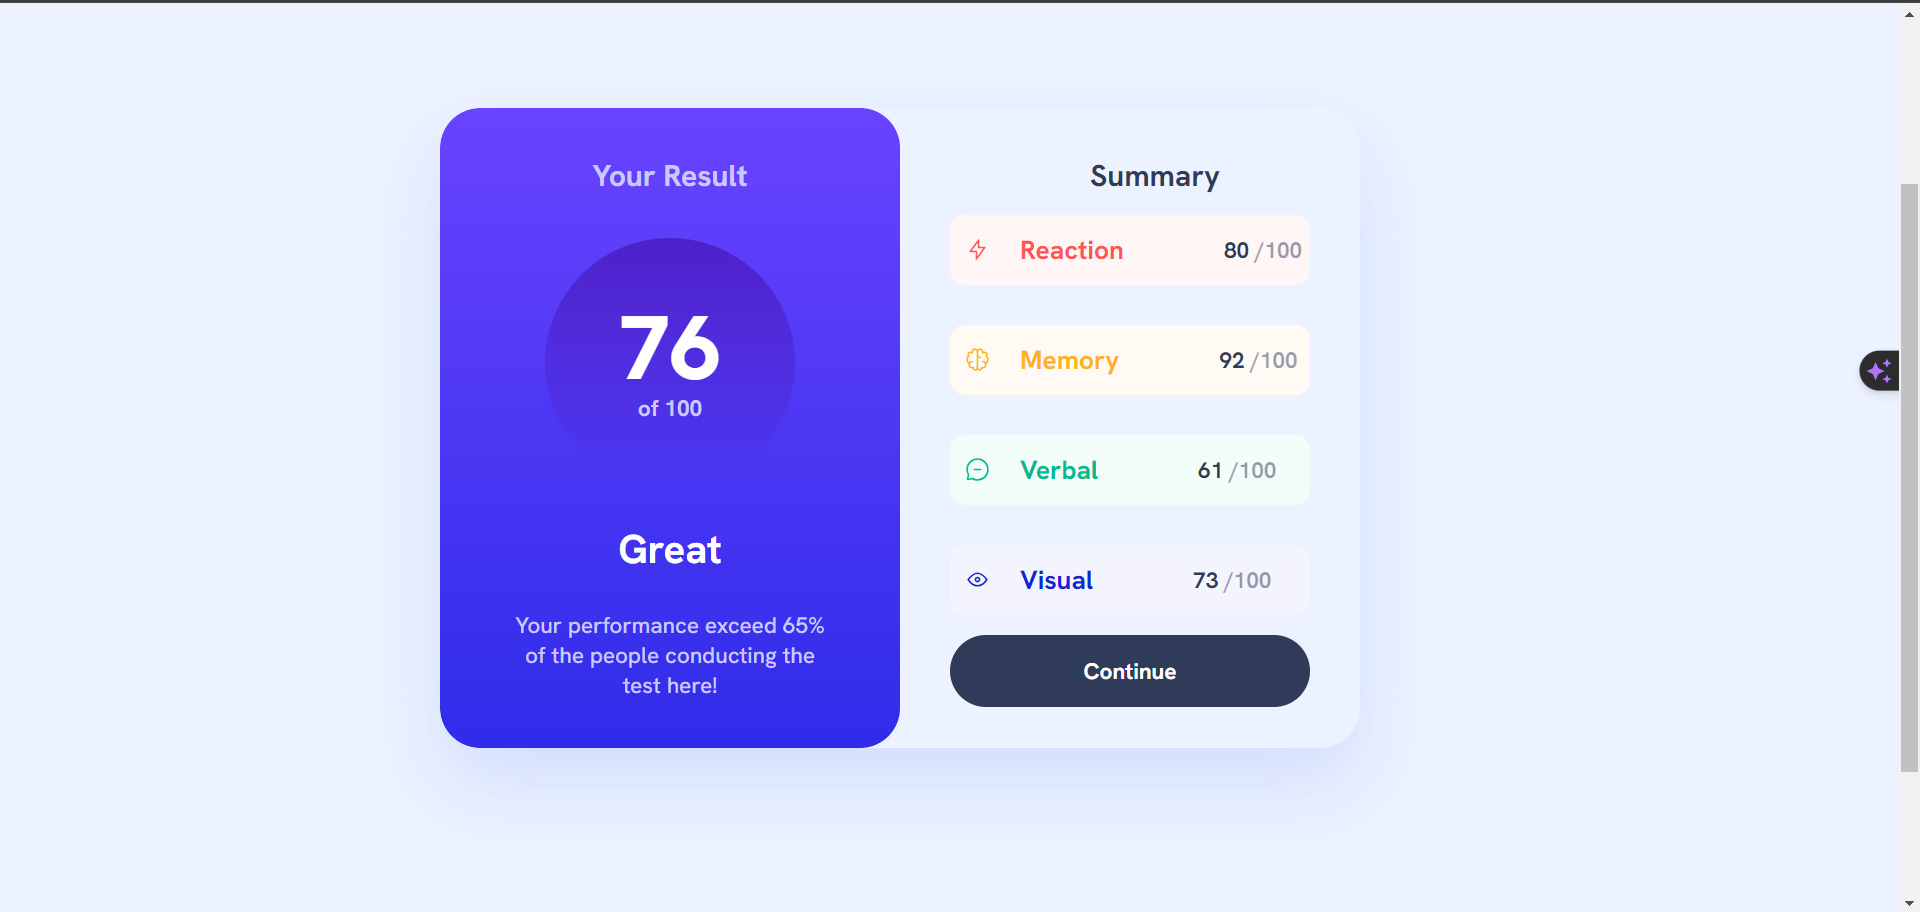 Your Result
76
of 100
Great
Your performance exceed 65%
of the people conducting the
test here!
Summary
Reaction 80 /100
Memory 92 /100
Verbal 61 /100
Visual 73 /100
Continue